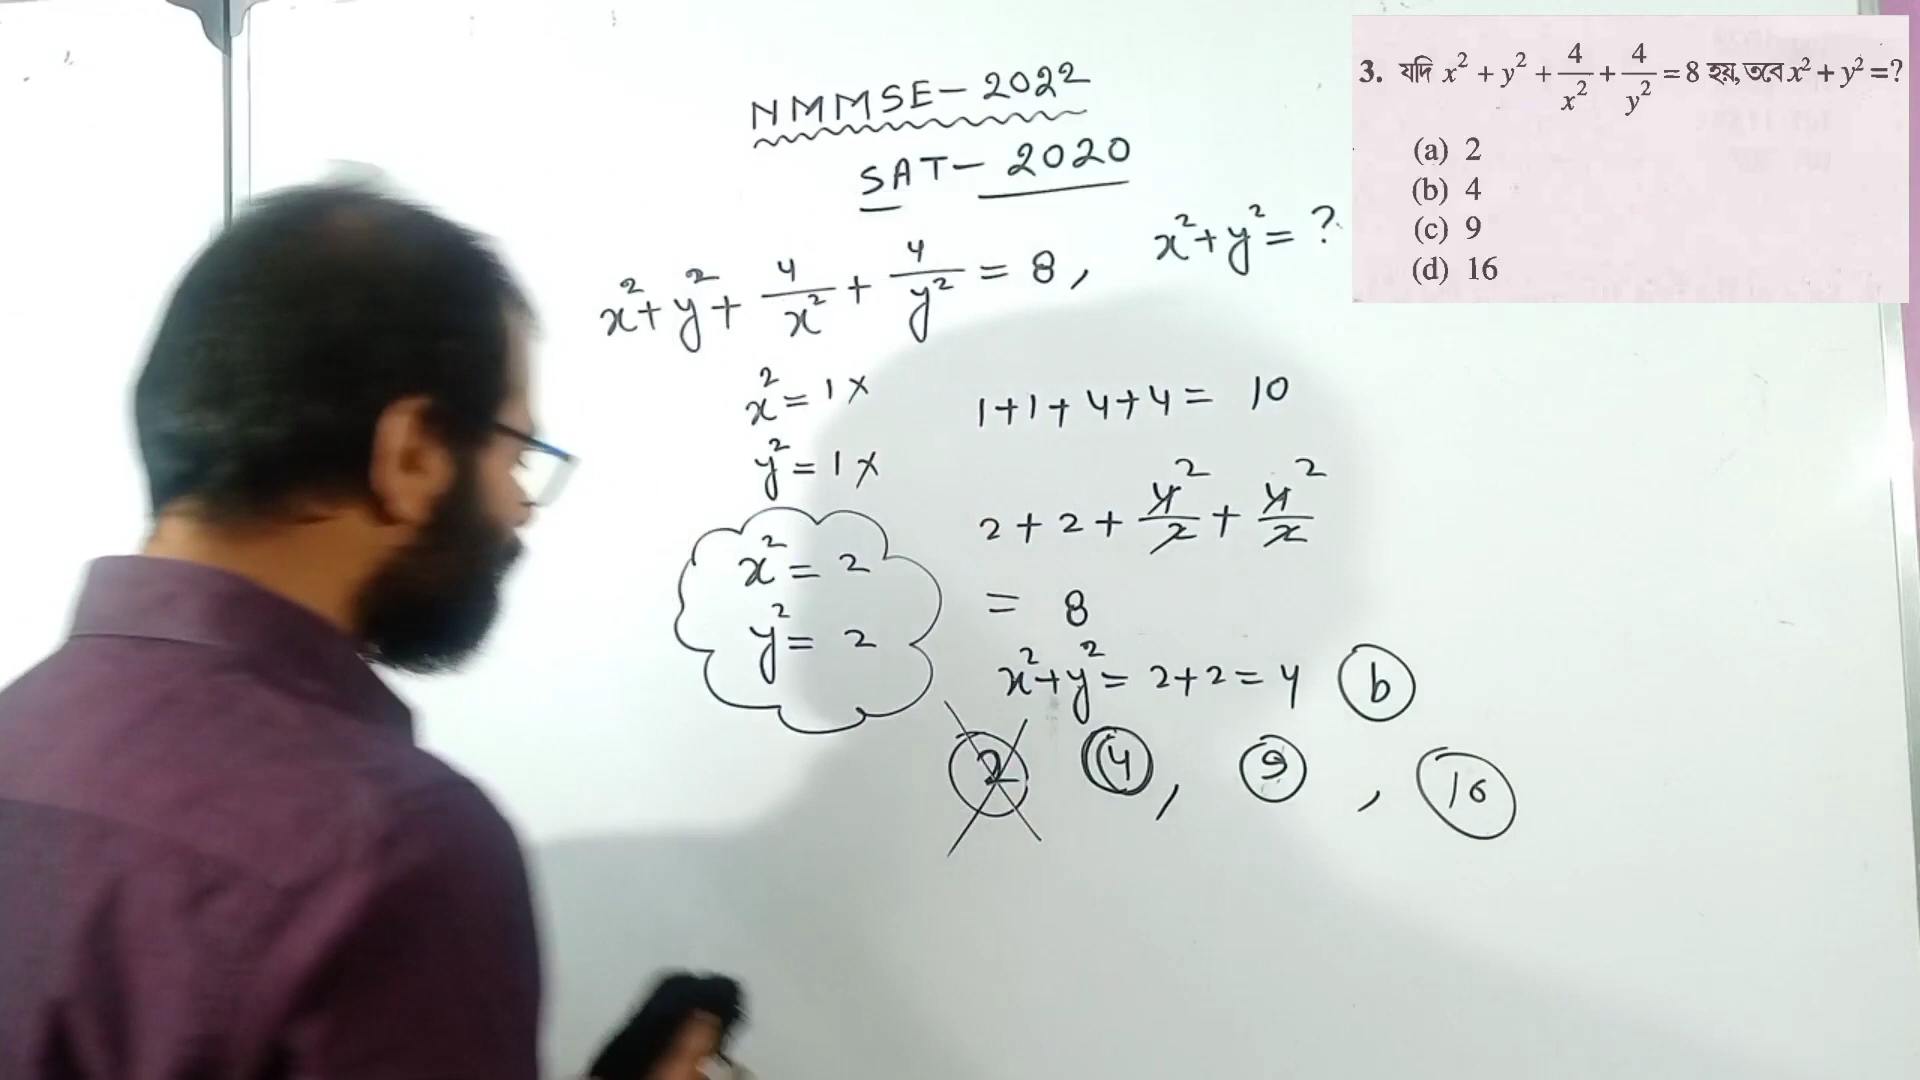 NMMSE-2022
SAT- 2020
x²+y²+ 4/x² + 4/y² = 8, x²+y²= ?
x²=1 ×
y²=1 ×
1+1+4+4= 10
2+2+ 4²/2 + 4²/2
x² = 2
y² = 2
= 8
x²+y²= 2+2=4 b
2 4, 9 , 16
3. যদি x² + y² + 4/x² + 4/y² = 8 হয়, তবে x² + y² =?
(a) 2
(b) 4
(c) 9
(d) 16